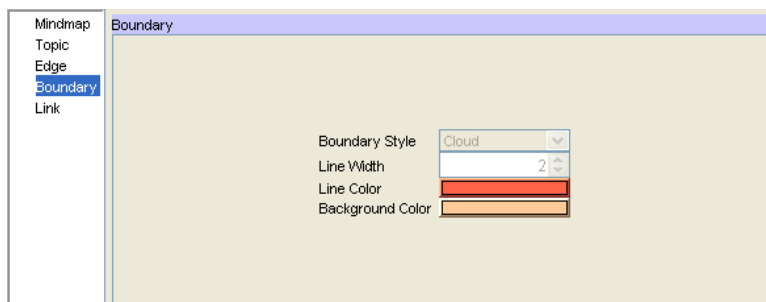 Mindmap
Topic
Edge
Boundary
Link
Boundary
Boundary Style Cloud
Line Width 2
Line Color
Background Color